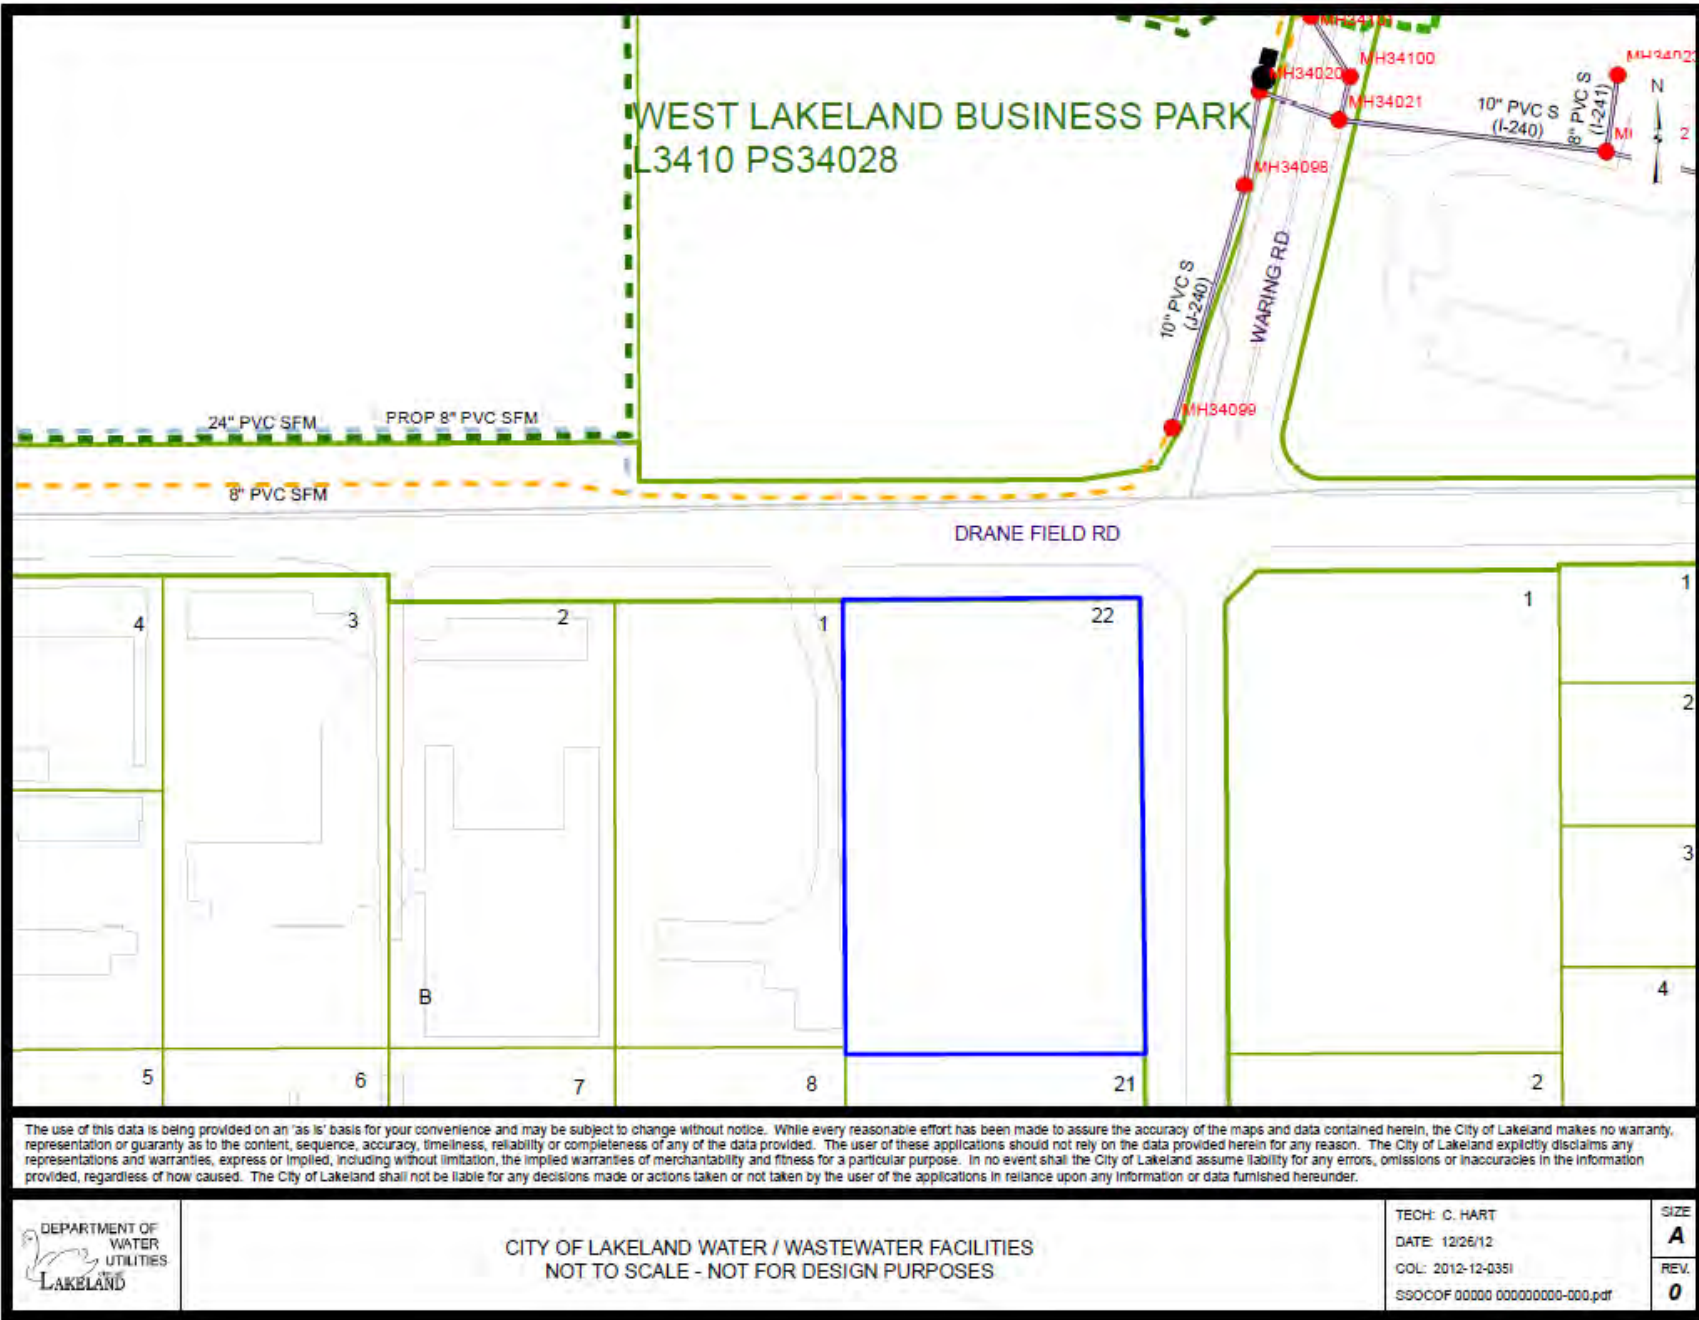 MH34101
MH34100
MH34020
MH34021
MH34023
N
10" PVC S
(I-240)
8" PVC S
(I-241)
2
WEST LAKELAND BUSINESS PARK
L3410 PS34028
MH34098
10" PVC S
(J-240)
WARING RD
MH34099
24" PVC SFM
PROP 8" PVC SFM
8" PVC SFM
DRANE FIELD RD
4
3
2
1
22
1
1
2
3
4
B
5
6
7
8
21
2
The use of this data is being provided on an 'as is' basis for your convenience and may be subject to change without notice. While every reasonable effort has been made to assure the accuracy of the maps and data contained herein, the City of Lakeland makes no warranty,
representation or guaranty as to the content, sequence, accuracy, timeliness, reliability or completeness of any of the data provided. The user of these applications should not rely on the data provided herein for any reason. The City of Lakeland explicitly disclaims any
representations and warranties, express or implied, including without limitation, the implied warranties of merchantability and fitness for a particular purpose. In no event shall the City of Lakeland assume liability for any errors, omissions or inaccuracies in the information
provided, regardless of how caused. The City of Lakeland shall not be liable for any decisions made or actions taken or not taken by the user of the applications in reliance upon any information or data furnished hereunder.
DEPARTMENT OF
WATER
UTILITIES
LAKELAND
CITY OF LAKELAND WATER / WASTEWATER FACILITIES
NOT TO SCALE - NOT FOR DESIGN PURPOSES
TECH: C. HART
DATE: 12/26/12
COL: 2012-12-035I
SSOCOF 00000 000000000-000.pdf
SIZE
A
REV.
0